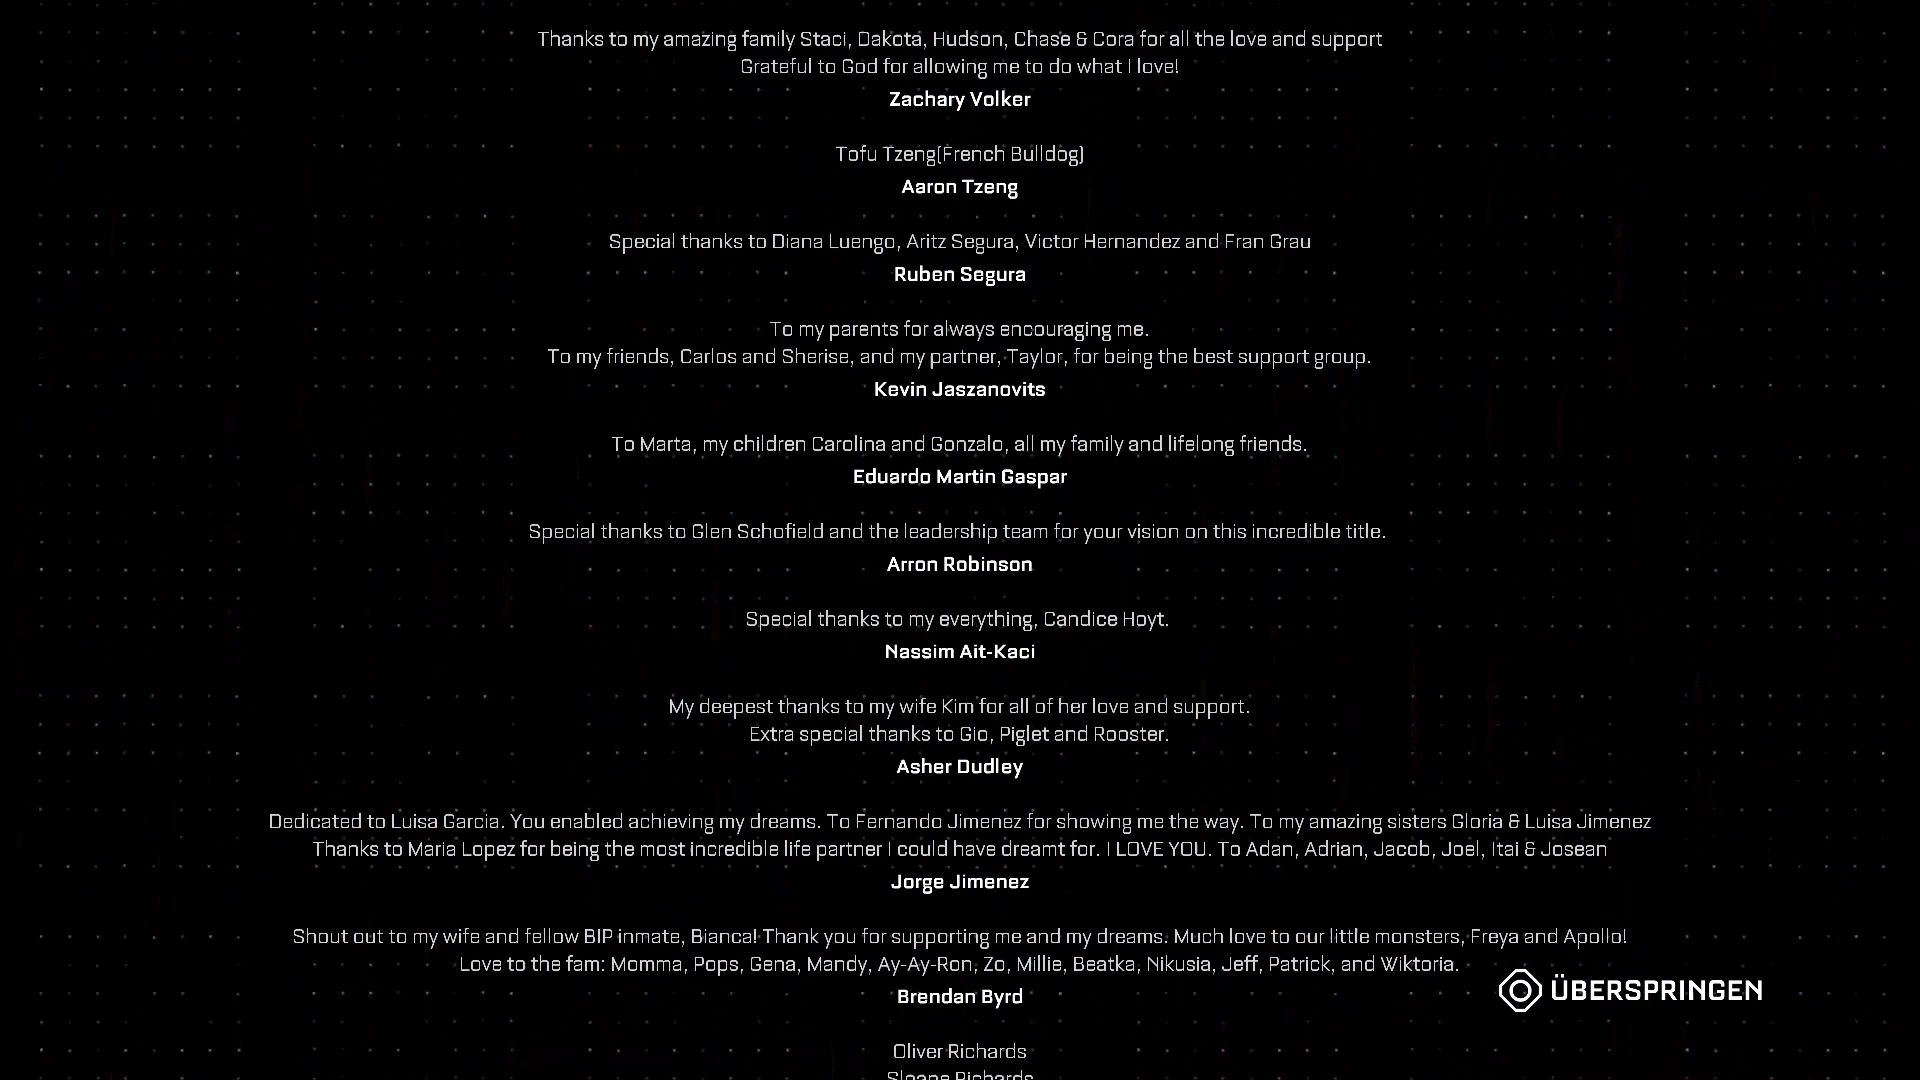 Thanks to my amazing family Staci, Dakota, Hudson, Chase & Cora for all the love and support
Grateful to God for allowing me to do what I love!
Zachary Volker
Tofu Tzeng(French Bulldog)
Aaron Tzeng
Special thanks to Diana Luengo, Aritz Segura, Victor Hernandez and Fran Grau
Ruben Segura
To my parents for always encouraging me.
To my friends, Carlos and Sherise, and my partner, Taylor, for being the best support group.
Kevin Jaszanovits
To Marta, my children Carolina and Gonzalo, all my family and lifelong friends.
Eduardo Martin Gaspar
Special thanks to Glen Schofield and the leadership team for your vision on this incredible title.
Arron Robinson
Special thanks to my everything, Candice Hoyt.
Nassim Ait-Kaci
My deepest thanks to my wife Kim for all of her love and support.
Extra special thanks to Gio, Piglet and Rooster.
Asher Dudley
Dedicated to Luisa Garcia. You enabled achieving my dreams. To Fernando Jimenez for showing me the way. To my amazing sisters Gloria & Luisa Jimenez
Thanks to Maria Lopez for being the most incredible life partner I could have dreamt for. I LOVE YOU. To Adan, Adrian, Jacob, Joel, Itai & Josean
Jorge Jimenez
Shout out to my wife and fellow BIP inmate, Bianca! Thank you for supporting me and my dreams. Much love to our little monsters, Freya and Apollo!
Love to the fam: Momma, Pops, Gena, Mandy, Ay-Ay-Ron, Zo, Millie, Beatka, Nikusia, Jeff, Patrick, and Wiktoria.
Brendan Byrd
ÜBERSPRINGEN
Oliver Richards
Sloane Richards